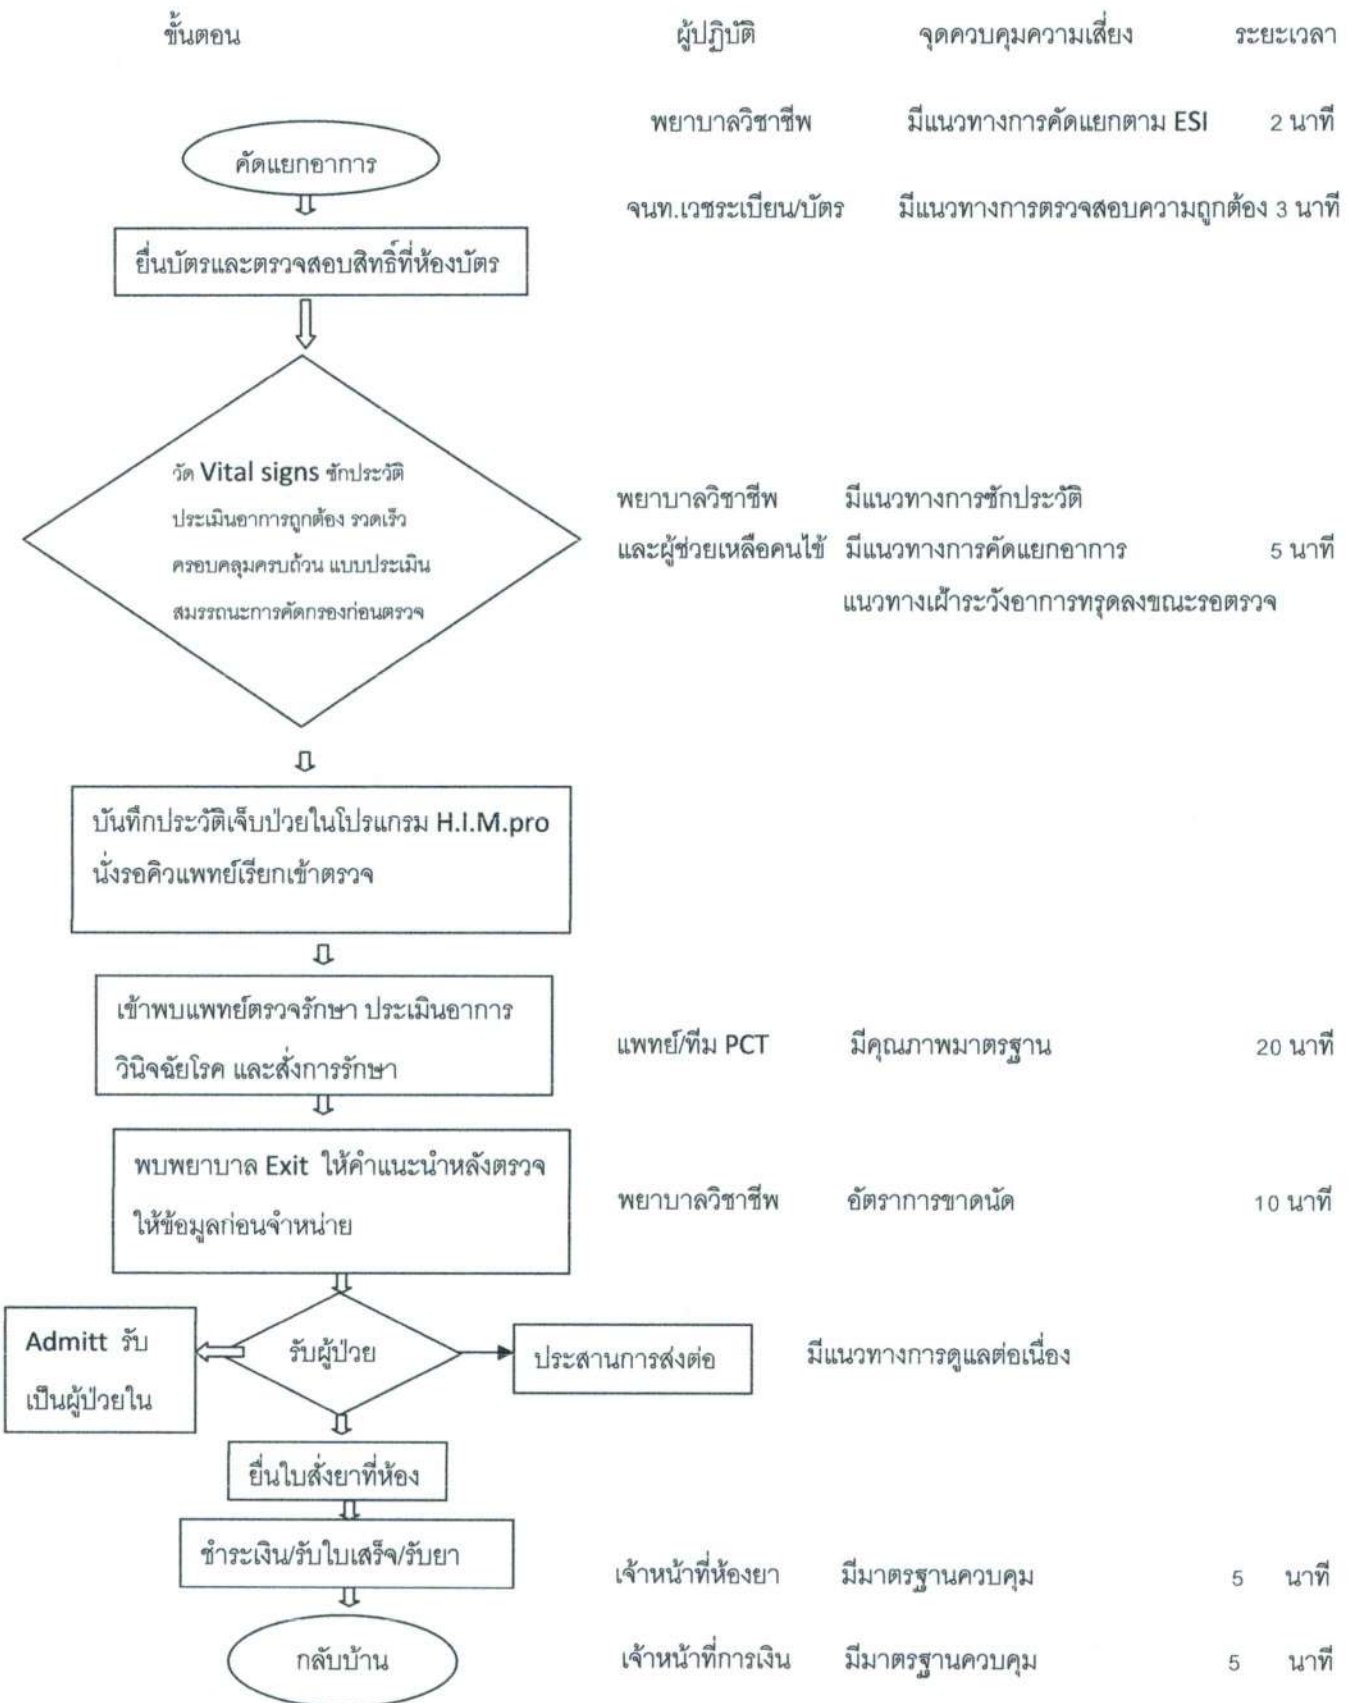 ขั้นตอน ผู้ปฏิบัติ จุดควบคุมความเสี่ยง ระยะเวลา
พยาบาลวิชาชีพ มีแนวทางการคัดแยกตาม ESI 2 นาที
คัดแยกอาการ
จนท.เวชระเบียน/บัตร มีแนวทางการตรวจสอบความถูกต้อง 3 นาที
ยื่นบัตรและตรวจสอบสิทธิ์ที่ห้องบัตร
วัด Vital signs ซักประวัติ
ประเมินอาการถูกต้อง รวดเร็ว
ครอบคลุมครบถ้วน แบบประเมิน
สมรรถนะการคัดกรองก่อนตรวจ
พยาบาลวิชาชีพ มีแนวทางการซักประวัติ
และผู้ช่วยเหลือคนไข้ มีแนวทางการคัดแยกอาการ 5 นาที
แนวทางเฝ้าระวังอาการทรุดลงขณะรอตรวจ
บันทึกประวัติเจ็บป่วยในโปรแกรม H.I.M.pro
นั่งรอคิวแพทย์เรียกเข้าตรวจ
เข้าพบแพทย์ตรวจรักษา ประเมินอาการ
วินิจฉัยโรค และสั่งการรักษา
แพทย์/ทีม PCT มีคุณภาพมาตรฐาน 20 นาที
พบพยาบาล Exit ให้คำแนะนำหลังตรวจ
ให้ข้อมูลก่อนจำหน่าย
พยาบาลวิชาชีพ อัตราการขาดนัด 10 นาที
Admitt รับ
เป็นผู้ป่วยใน
รับผู้ป่วย
ประสานการส่งต่อ
มีแนวทางการดูแลต่อเนื่อง
ยื่นใบสั่งยาที่ห้อง
ชำระเงิน/รับใบเสร็จ/รับยา
เจ้าหน้าที่ห้องยา มีมาตรฐานควบคุม 5 นาที
กลับบ้าน
เจ้าหน้าที่การเงิน มีมาตรฐานควบคุม 5 นาที